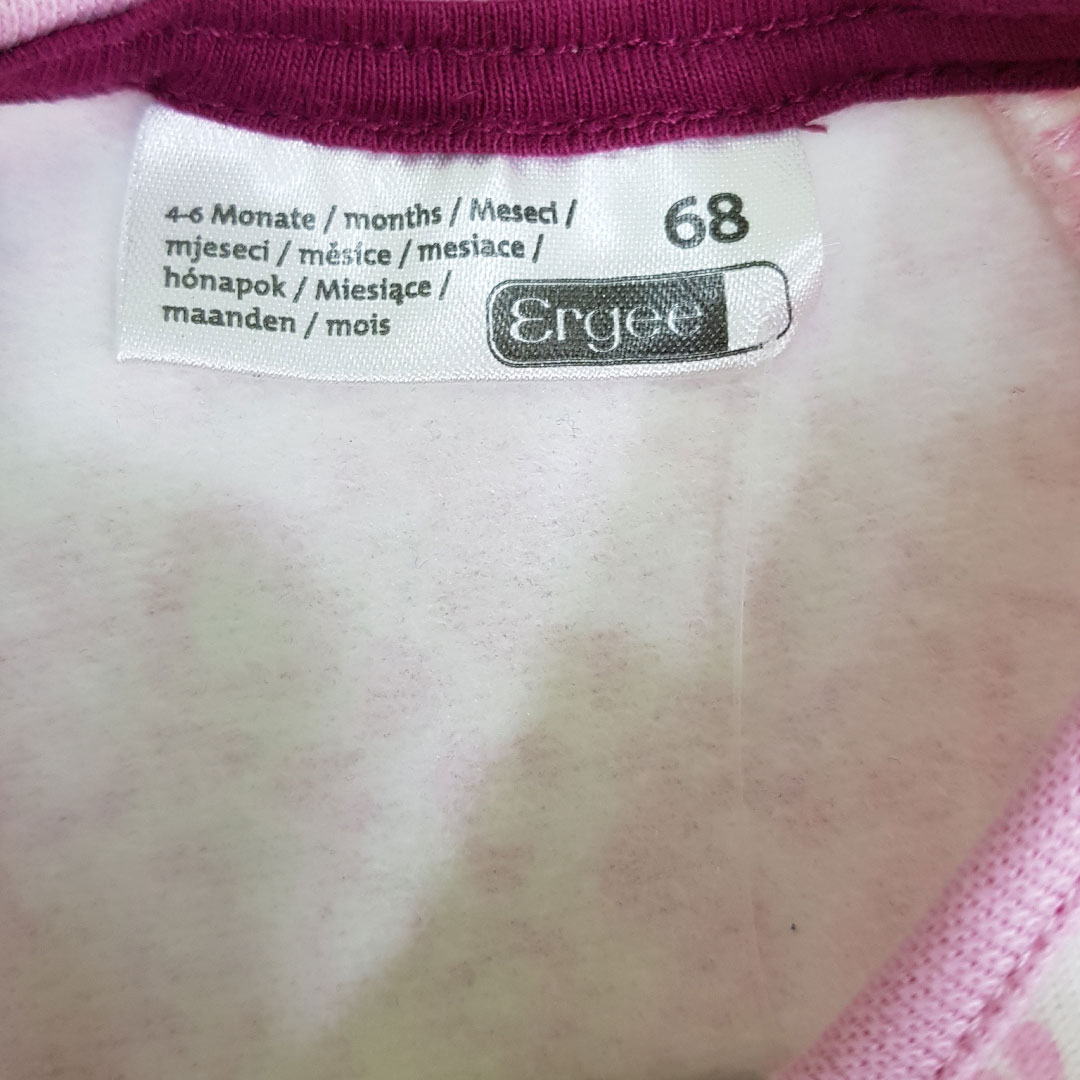 4-6 Monate / months / Meseci /
mjeseci / měsíce / mesiace /
hónapok / Miesiące /
maanden / mois
68
Ergee